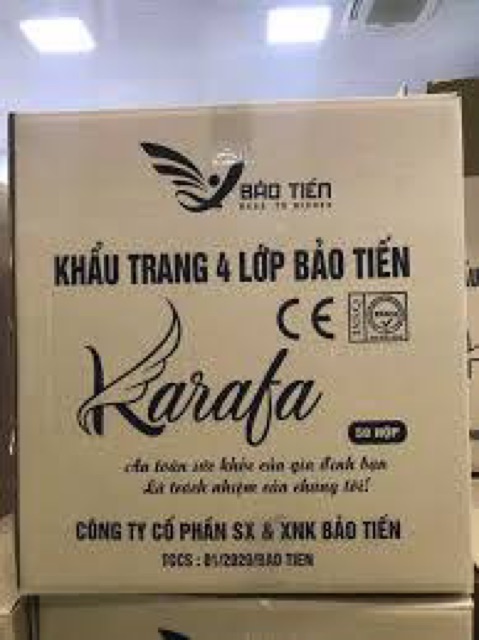 BẢO TIẾN
KHẨU TRANG 4 LỚP BẢO TIẾN
CE
Karafa
50 HỘP
An toàn sức khỏe của gia đình bạn
Là trách nhiệm của chúng tôi!
CÔNG TY CỔ PHẦN SX & XNK BẢO TIẾN
TCCS : 01/2020/BAO TIEN
BẢO TIẾN